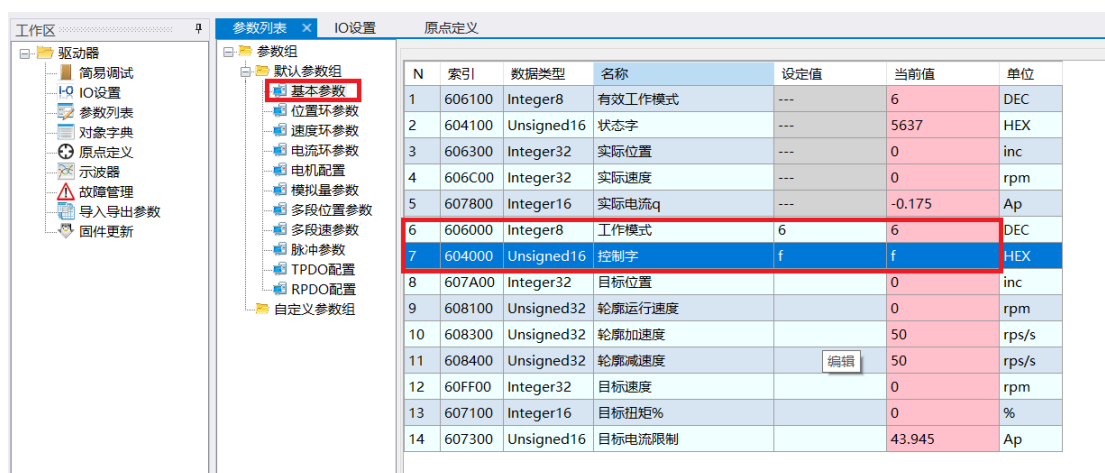 工作区
参数列表 × IO设置 原点定义
驱动器
简易调试
IO设置
参数列表
对象字典
原点定义
示波器
故障管理
导入导出参数
固件更新
参数组
默认参数组
基本参数
位置环参数
速度环参数
电流环参数
电机配置
模拟量参数
多段位置参数
多段速参数
脉冲参数
TPDO配置
RPDO配置
自定义参数组
N 索引 数据类型 名称 设定值 当前值 单位
1 606100 Integer8 有效工作模式 --- 6 DEC
2 604100 Unsigned16 状态字 --- 5637 HEX
3 606300 Integer32 实际位置 --- 0 inc
4 606C00 Integer32 实际速度 --- 0 rpm
5 607800 Integer16 实际电流q --- -0.175 Ap
6 606000 Integer8 工作模式 6 6 DEC
7 604000 Unsigned16 控制字 f f HEX
8 607A00 Integer32 目标位置 0 inc
9 608100 Unsigned32 轮廓运行速度 0 rpm
10 608300 Unsigned32 轮廓加速度 50 rps/s
11 608400 Unsigned32 轮廓减速度 编辑 50 rps/s
12 60FF00 Integer32 目标速度 0 rpm
13 607100 Integer16 目标扭矩% 0 %
14 607300 Unsigned16 目标电流限制 43.945 Ap